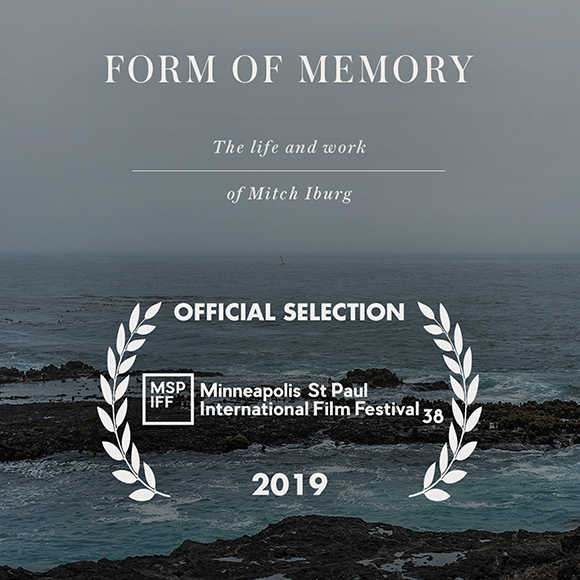 FORM OF MEMORY
The life and work
of Mitch Iburg
OFFICIAL SELECTION
MSP
IFF
Minneapolis St Paul
International Film Festival 38
2019